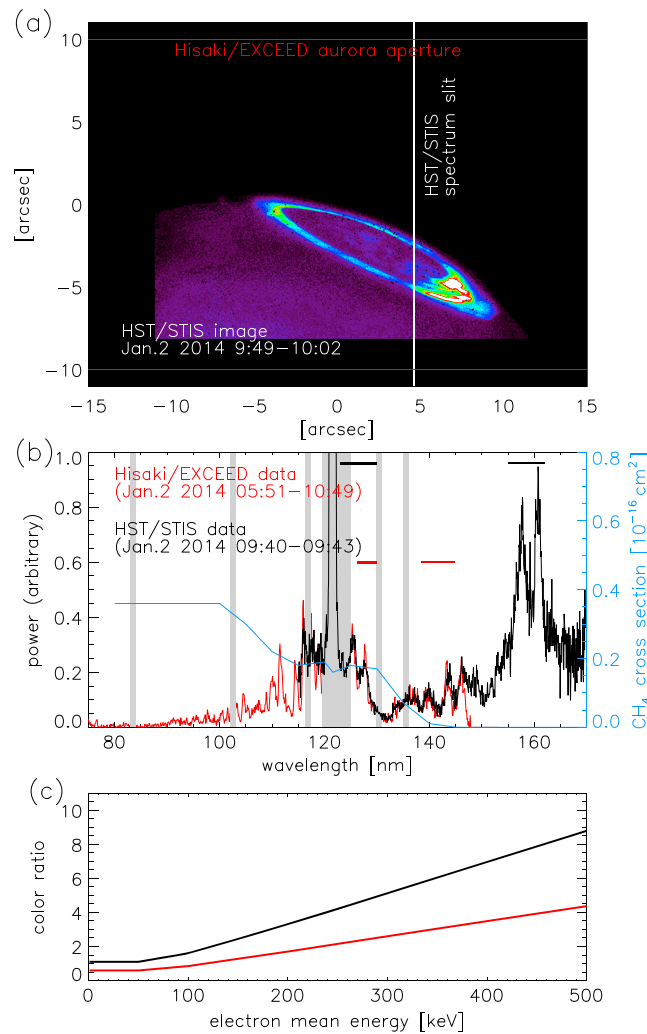 (a)
10
Hisaki/EXCEED aurora aperture
HST/STIS
spectrum slit
5
0
-5
-10
[arcsec]
HST/STIS image
Jan.2 2014 9:49-10:02
-15 -10 -5 0 5 10 15
[arcsec]
(b)
1.0
0.8
0.6
0.4
0.2
0.0
power (arbitrary)
Hisaki/EXCEED data
(Jan.2 2014 05:51-10:49)
HST/STIS data
(Jan.2 2014 09:40-09:43)
0.8
0.6
0.4
0.2
0.0
CH₄ cross section [10⁻¹⁶cm²]
80 100 120 140 160
wavelength [nm]
(c)
10
8
6
4
2
0
color ratio
0 100 200 300 400 500
electron mean energy [keV]